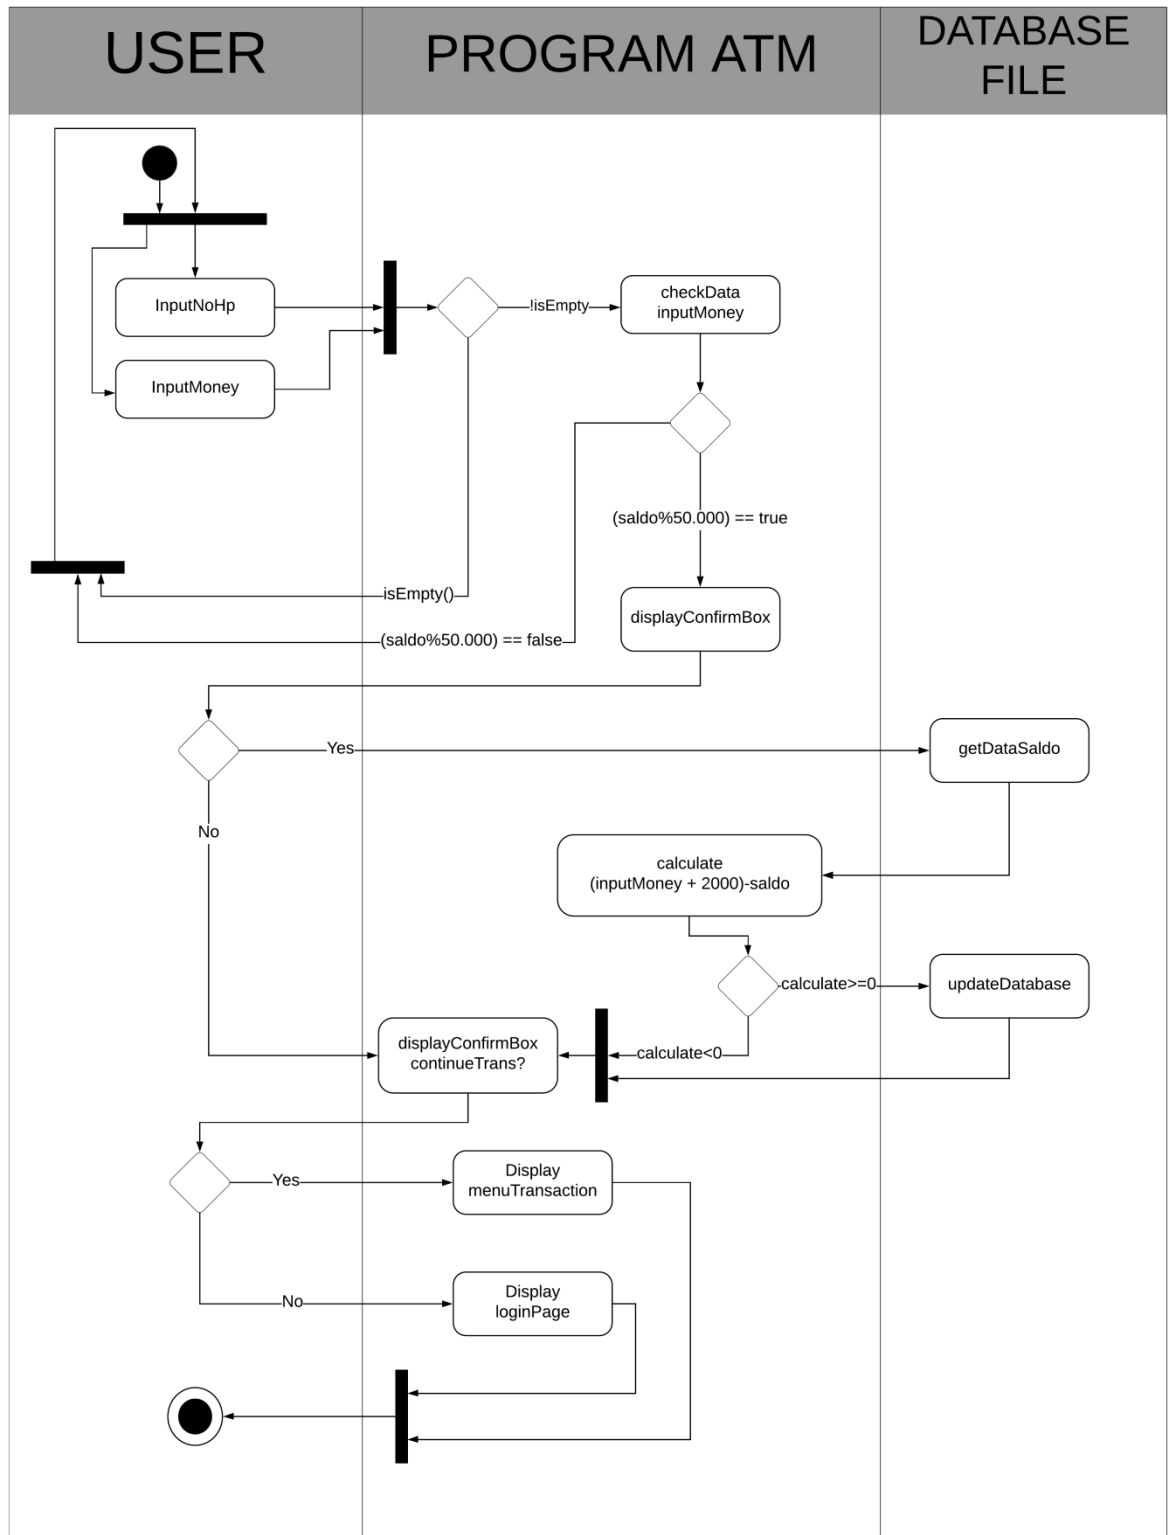 USER
PROGRAM ATM
DATABASE
FILE
InputNoHp
!isEmpty
checkData
inputMoney
InputMoney
(saldo%50.000) == true
isEmpty()
displayConfirmBox
(saldo%50.000) == false
Yes
getDataSaldo
No
calculate
(inputMoney + 2000)-saldo
calculate>=0
updateDatabase
displayConfirmBox
continueTrans?
calculate<0
Yes
Display
menuTransaction
No
Display
loginPage